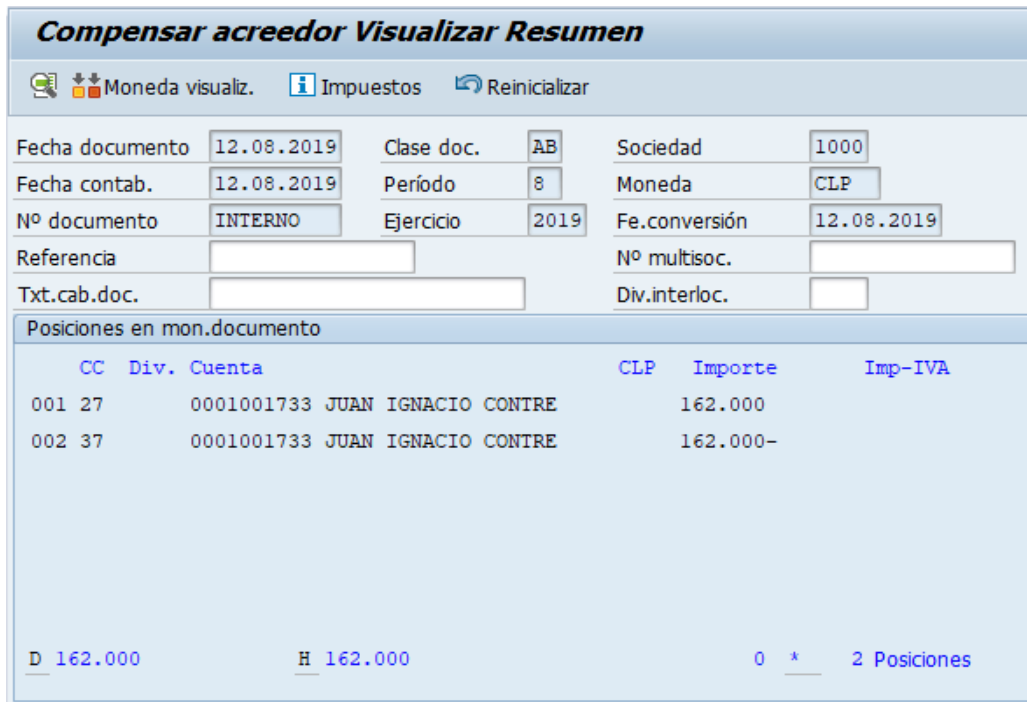 Compensar acreedor Visualizar Resumen
Moneda visualiz. Impuestos Reinicializar
Fecha documento 12.08.2019 Clase doc. AB Sociedad 1000
Fecha contab. 12.08.2019 Período 8 Moneda CLP
Nº documento INTERNO Ejercicio 2019 Fe.conversión 12.08.2019
Referencia Nº multisoc.
Txt.cab.doc. Div.interloc.
Posiciones en mon.documento
CC Div. Cuenta CLP Importe Imp-IVA
001 27 0001001733 JUAN IGNACIO CONTRE 162.000
002 37 0001001733 JUAN IGNACIO CONTRE 162.000-
D 162.000 H 162.000 0 * 2 Posiciones